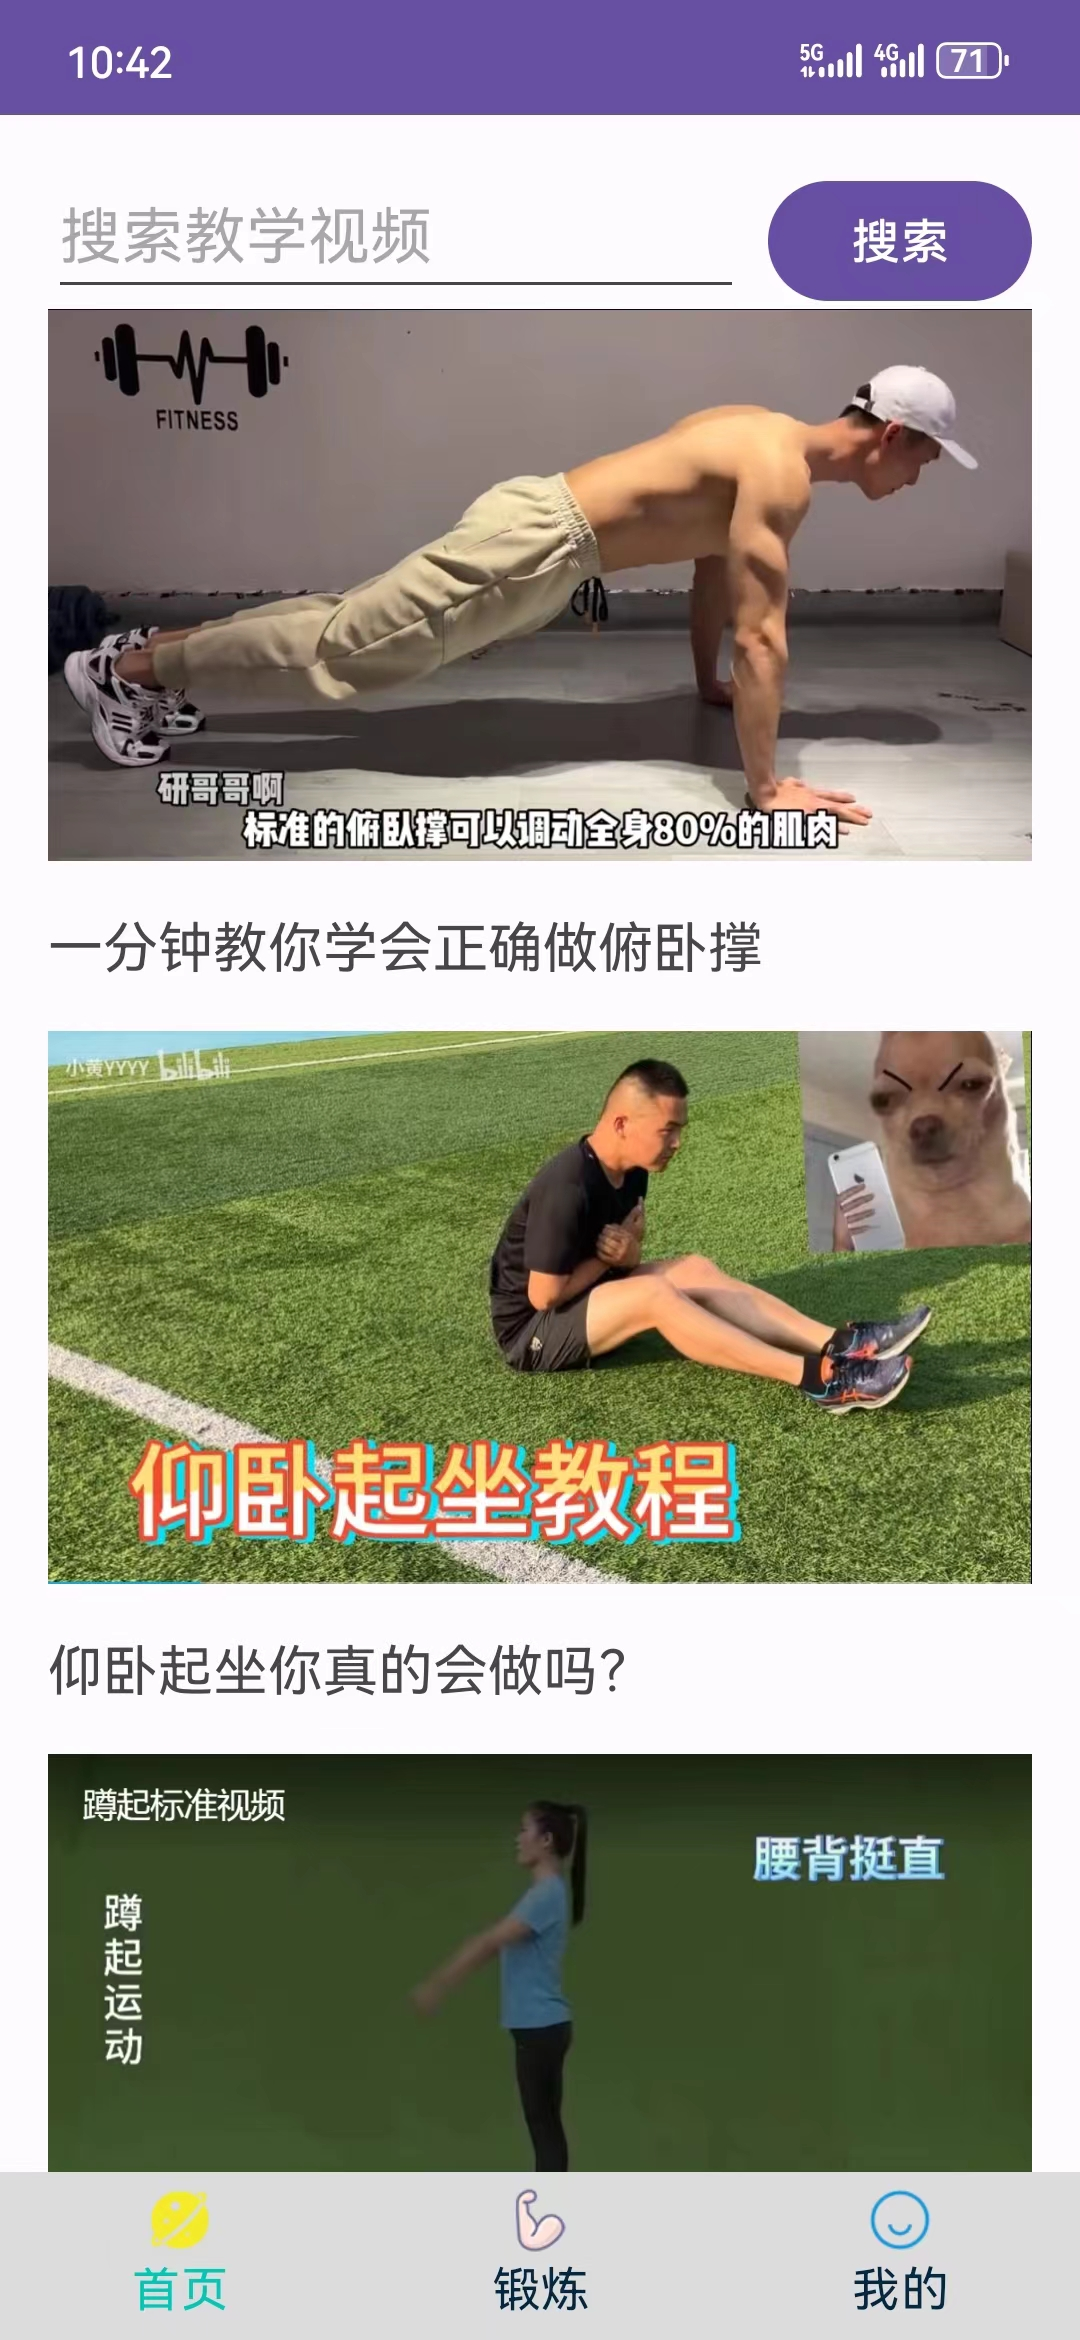 10:42
5G
4G
71
搜索教学视频
搜索
FITNESS
研哥哥啊
标准的俯卧撑可以调动全身80%的肌肉
一分钟教你学会正确做俯卧撑
小黄YYYY bilibili
仰卧起坐教程
仰卧起坐你真的会做吗?
蹲起标准视频
腰背挺直
蹲起运动
首页
锻炼
我的